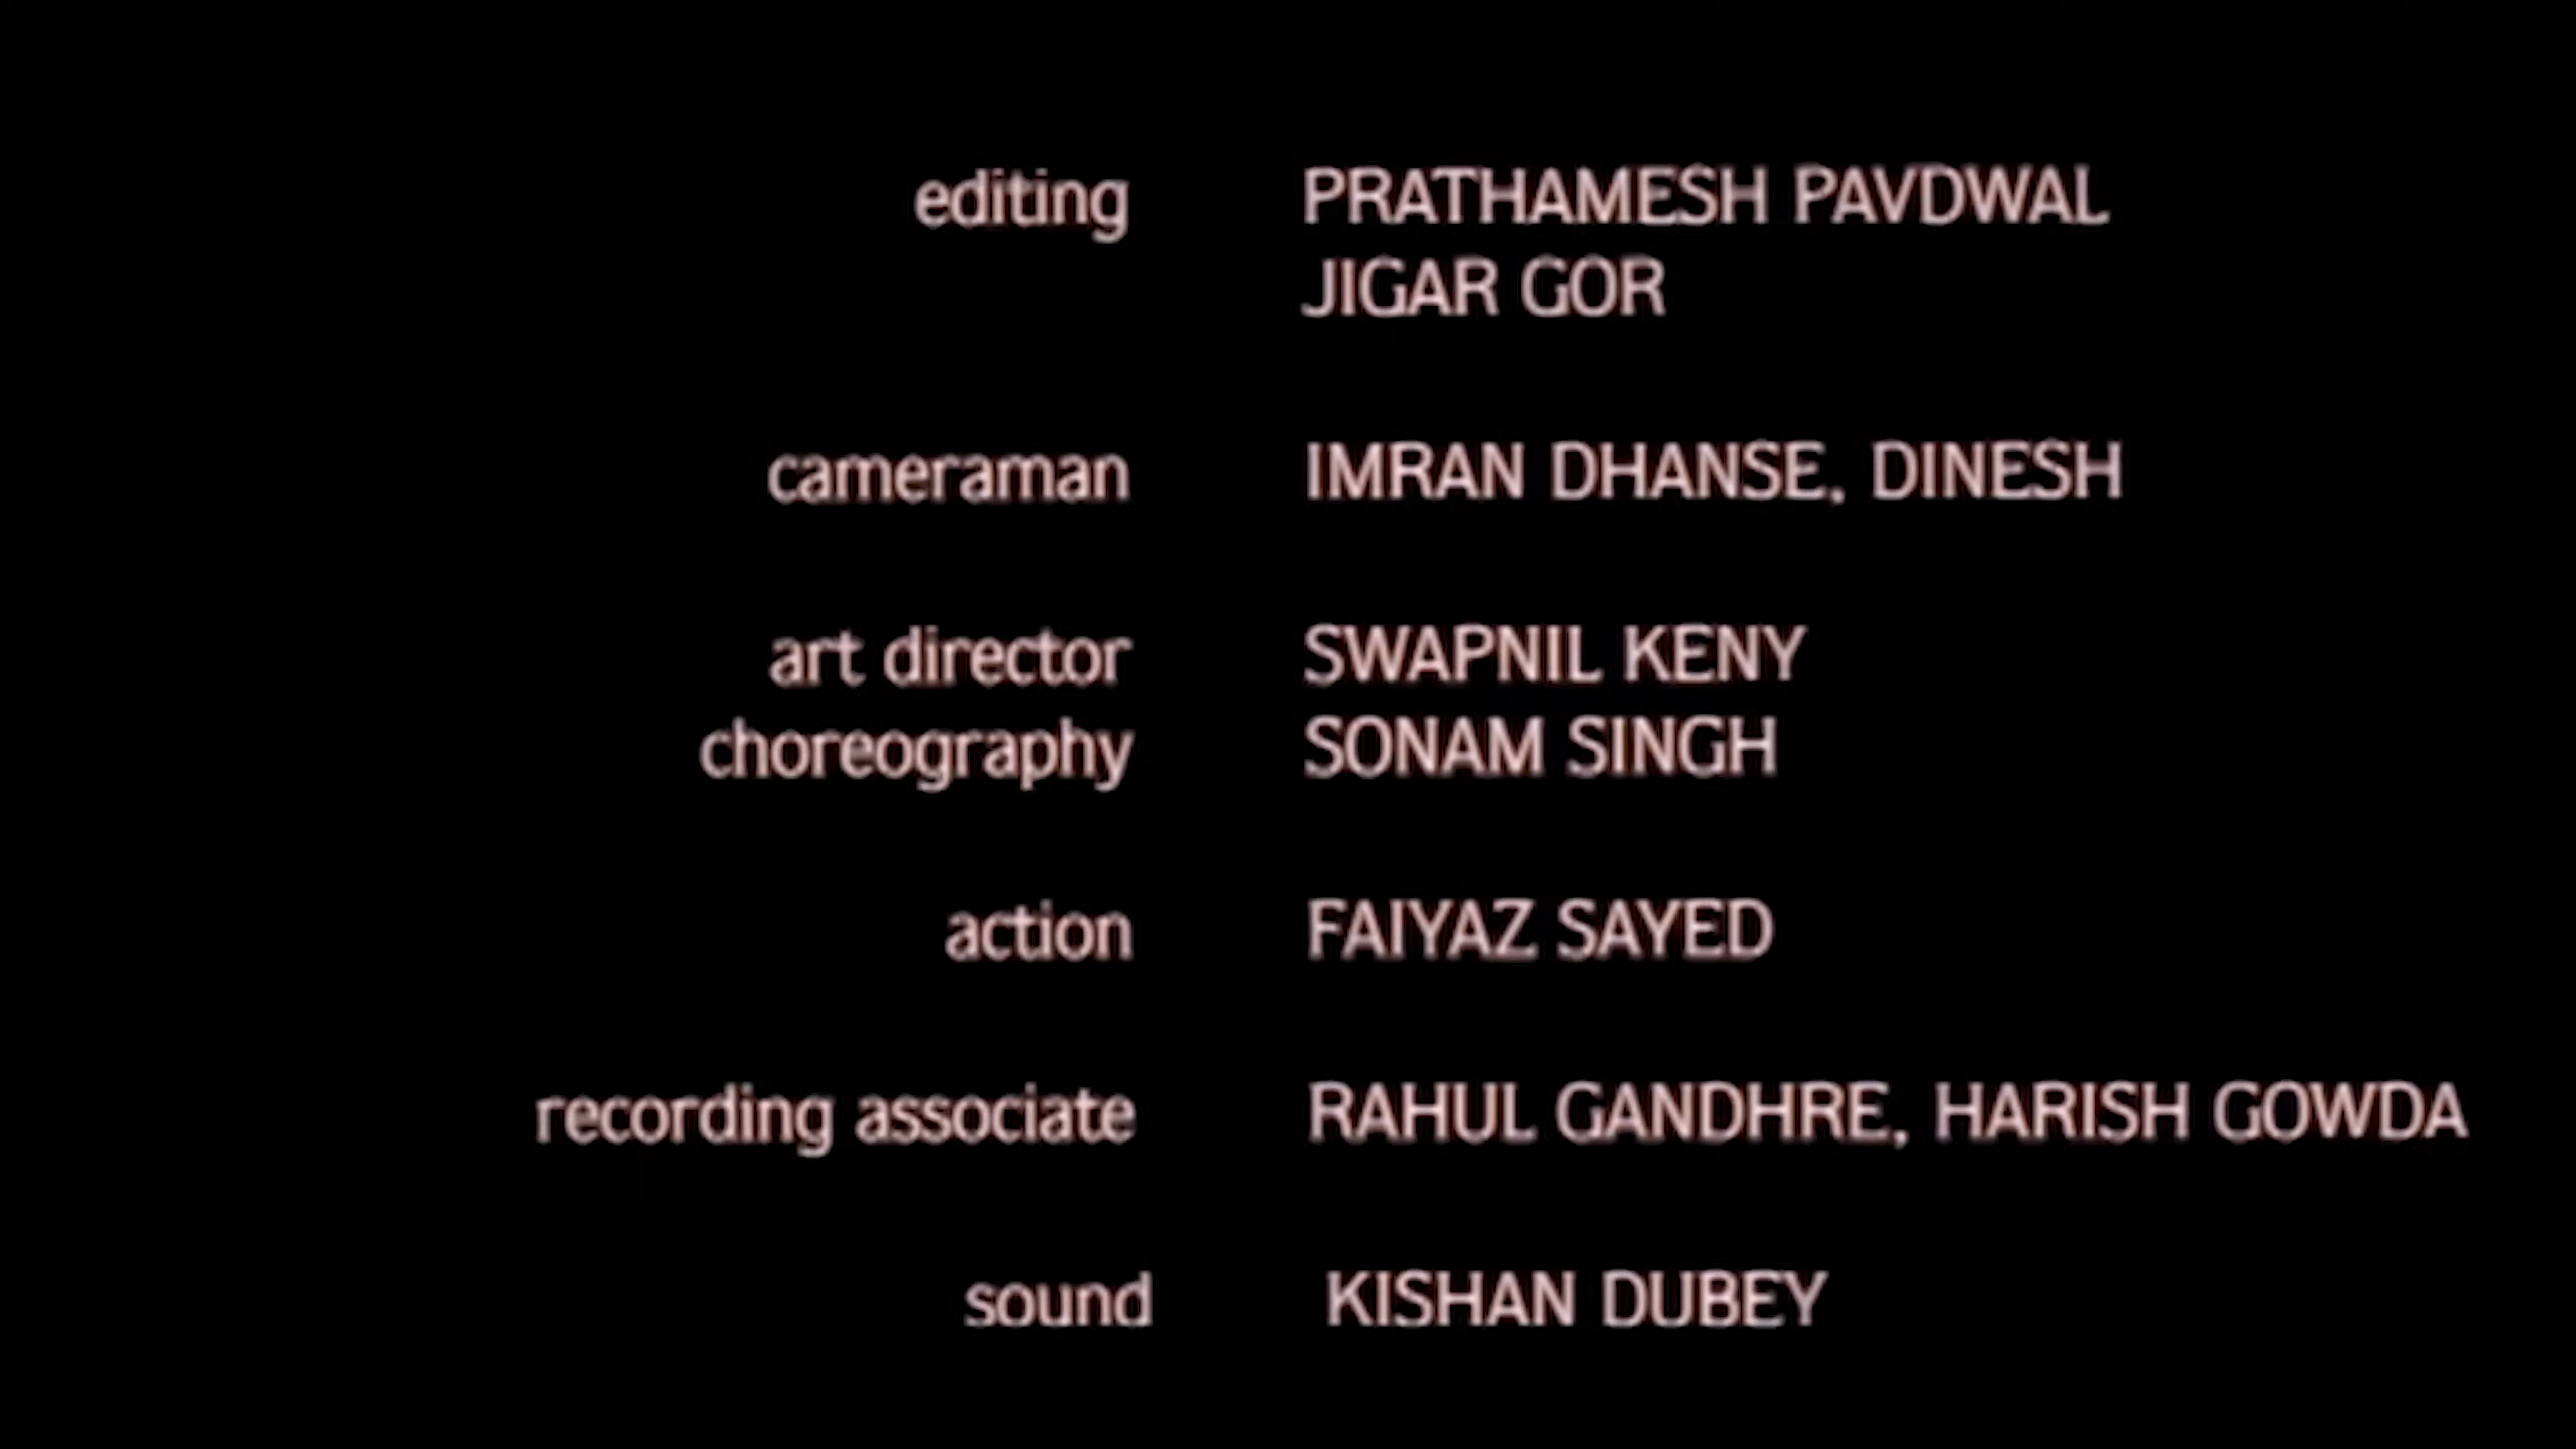 editing PRATHAMESH PAVDWAL
JIGAR GOR
cameraman IMRAN DHANSE, DINESH
art director SWAPNIL KENY
choreography SONAM SINGH
action FAIYAZ SAYED
recording associate RAHUL GANDHRE, HARISH GOWDA
sound KISHAN DUBEY